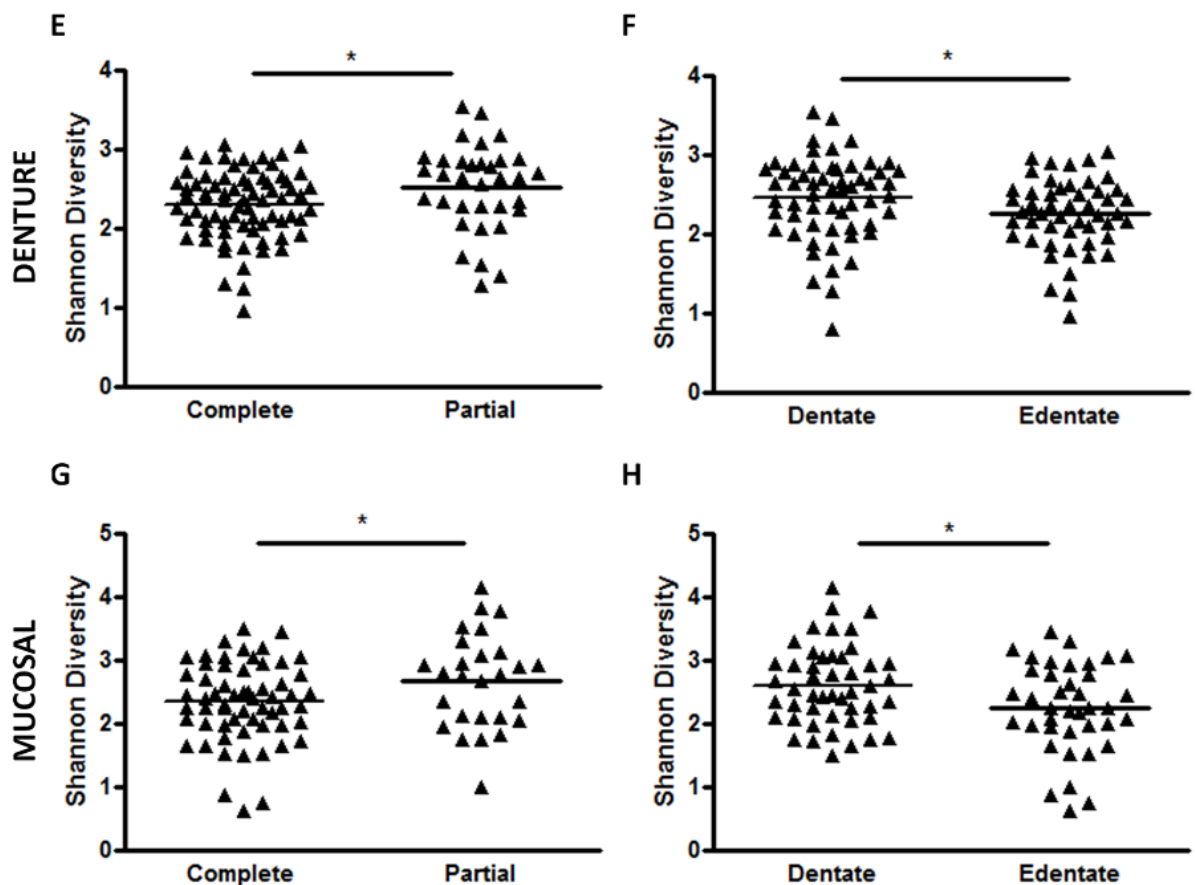 E
*
4
3
2
1
0
Shannon Diversity
Complete
Partial
DENTURE
F
*
4
3
2
1
0
Shannon Diversity
Dentate
Edentate
G
*
5
4
3
2
1
0
Shannon Diversity
Complete
Partial
MUCOSAL
H
*
5
4
3
2
1
0
Shannon Diversity
Dentate
Edentate